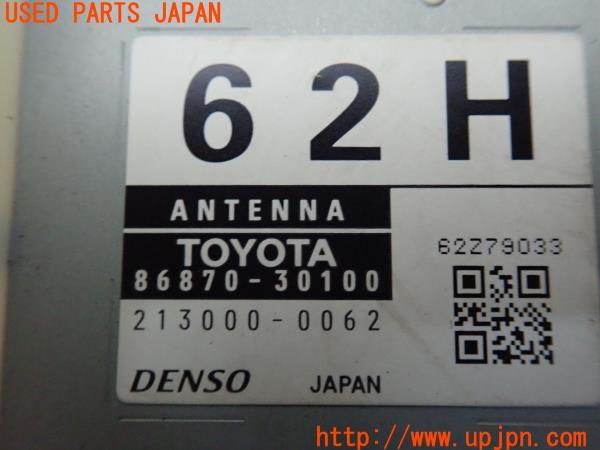 USED PARTS JAPAN
62H
ANTENNA
TOYOTA
86870-30100
213000-0062
62Z79033
DENSO JAPAN
http://www.upjpn.com